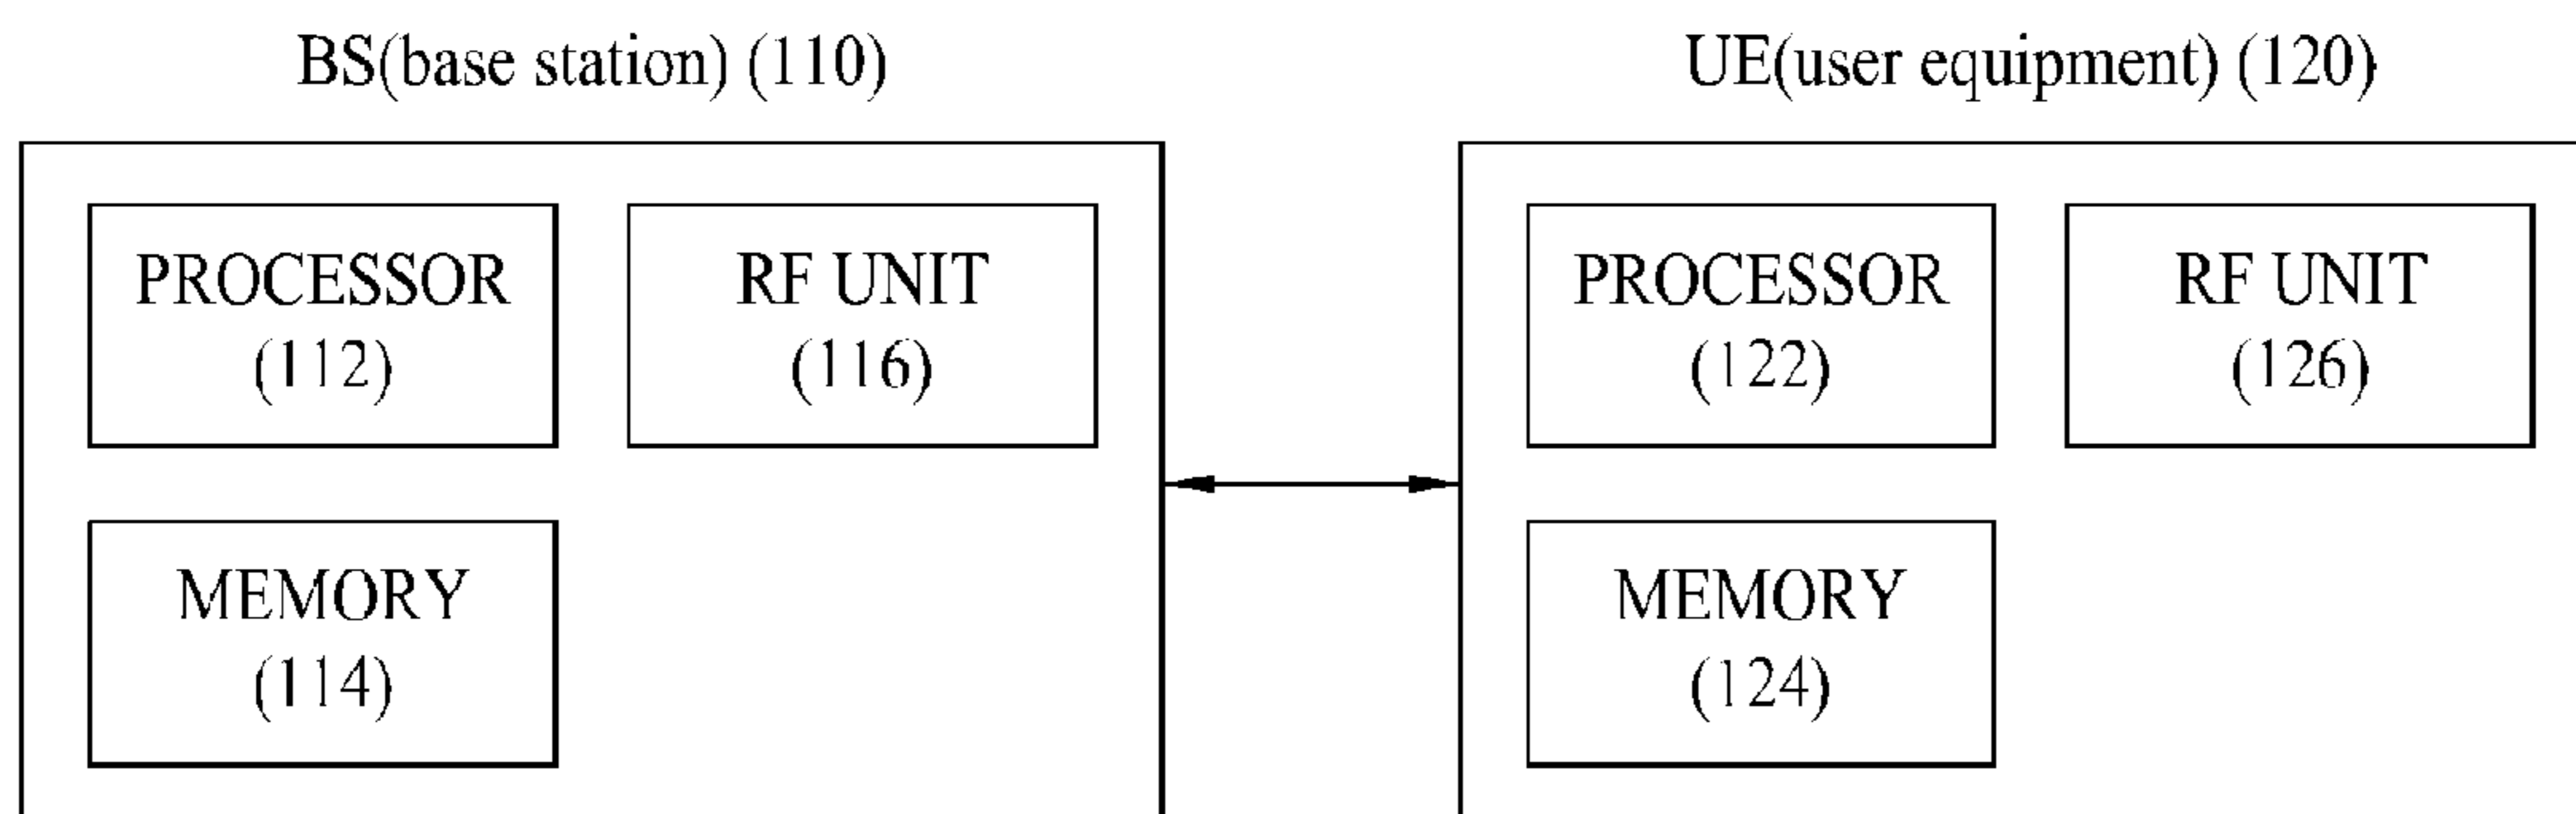 BS(base station) (110)
PROCESSOR
(112)
RF UNIT
(116)
MEMORY
(114)
UE(user equipment) (120)
PROCESSOR
(122)
RF UNIT
(126)
MEMORY
(124)